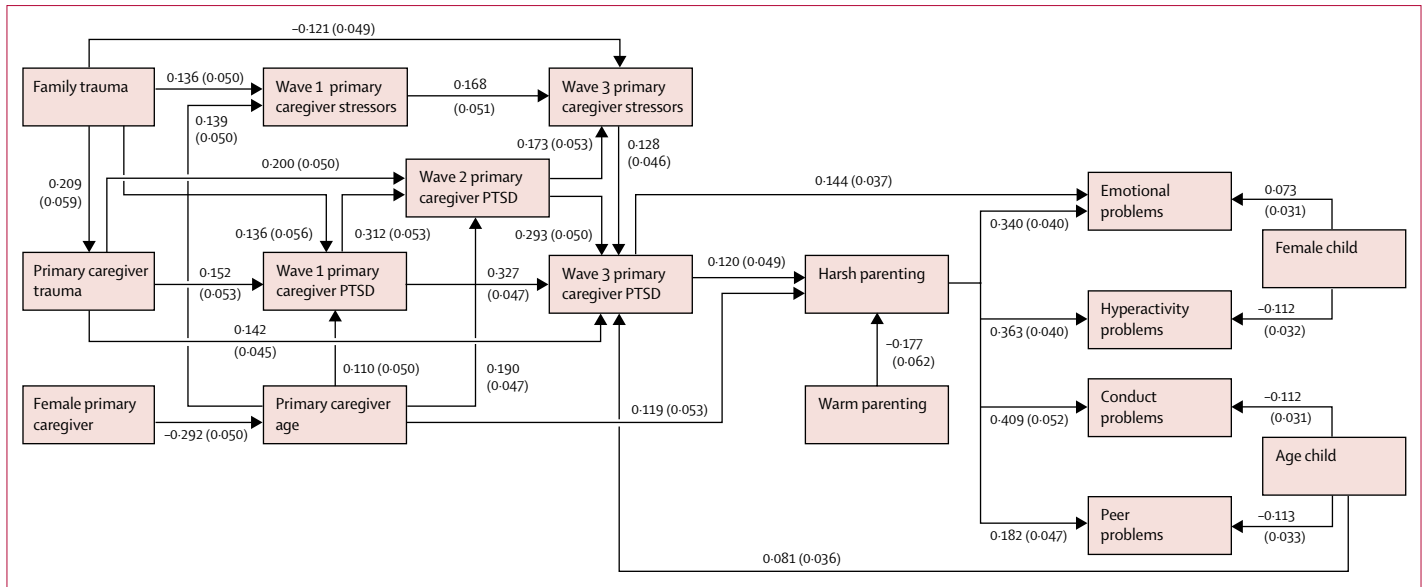 –0·121 (0·049)
Family trauma
0·136 (0·050)
Wave 1 primary
caregiver stressors
0·168
(0·051)
Wave 3 primary
caregiver stressors
0·139
(0·050)
0·173 (0·053)
0·128
(0·046)
0·200 (0·050)
Wave 2 primary
caregiver PTSD
0·209
(0·059)
0·144 (0·037)
Emotional
problems
0·073
(0·031)
0·136 (0·056)
0·312 (0·053)
0·293 (0·050)
0·340 (0·040)
Female child
Primary caregiver
trauma
0·152
(0·053)
Wave 1 primary
caregiver PTSD
0·327
(0·047)
Wave 3 primary
caregiver PTSD
0·120 (0·049)
Harsh parenting
Hyperactivity
problems
–0·112
(0·032)
0·363 (0·040)
0·142
(0·045)
–0·177
(0·062)
0·110 (0·050)
0·190
(0·047)
Female primary
caregiver
–0·292 (0·050)
Primary caregiver
age
0·119 (0·053)
Warm parenting
Conduct
problems
–0·112
(0·031)
0·409 (0·052)
Age child
Peer
problems
–0·113
(0·033)
0·182 (0·047)
0·081 (0·036)